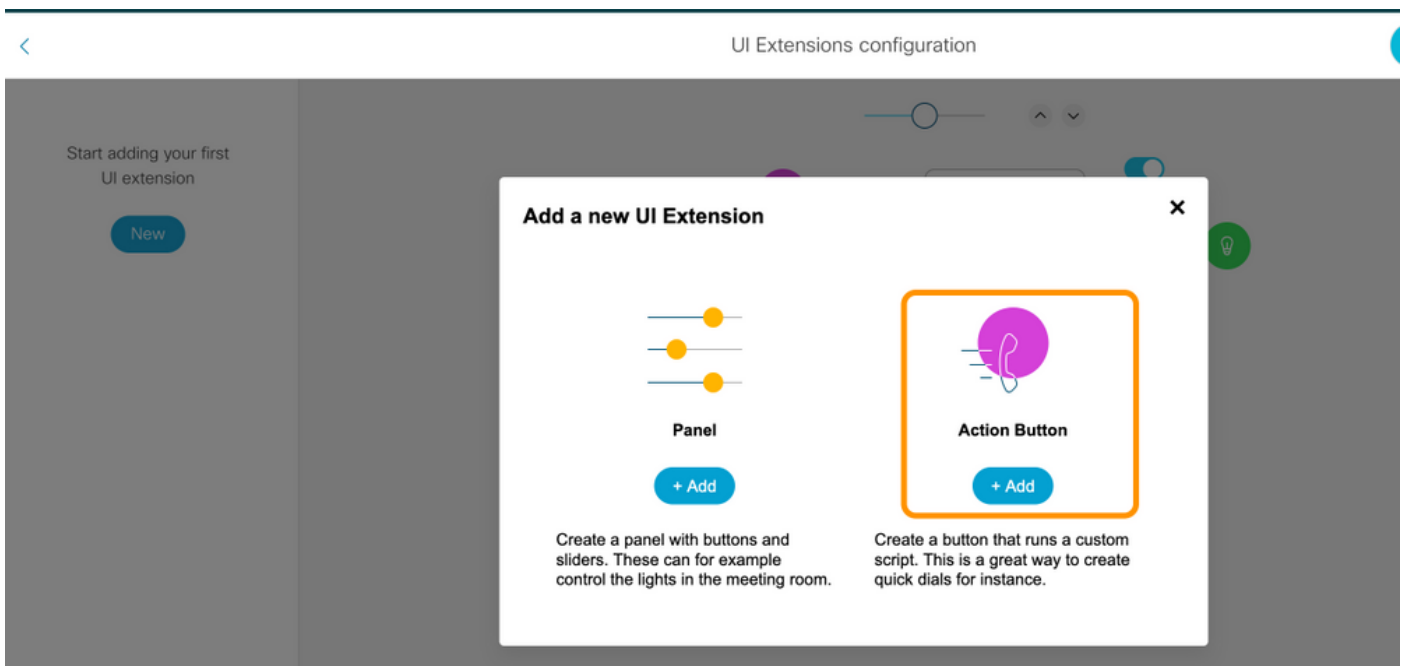 UI Extensions configuration
Start adding your first
UI extension
New
Add a new UI Extension
Panel
+ Add
Create a panel with buttons and
sliders. These can for example
control the lights in the meeting room.
Action Button
+ Add
Create a button that runs a custom
script. This is a great way to create
quick dials for instance.